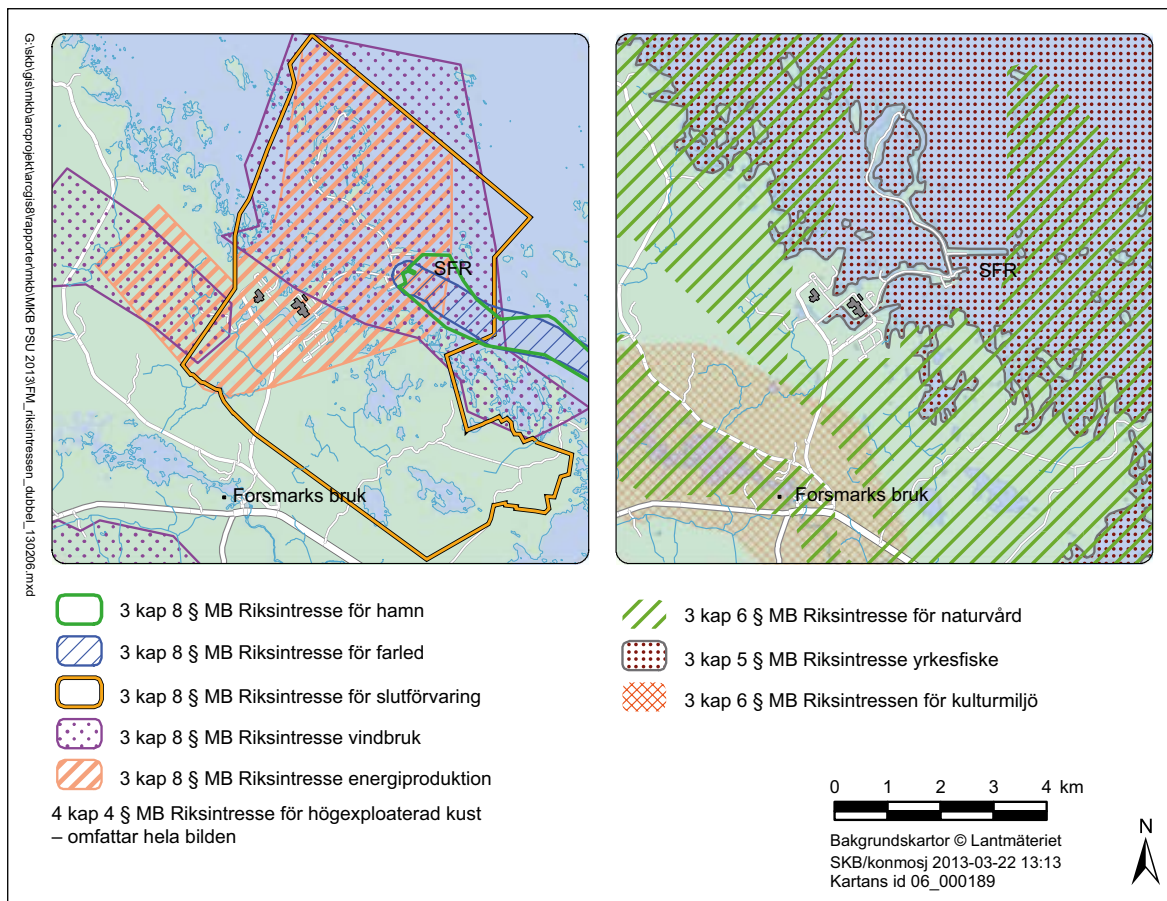 G:\skb\gis\mkb\aroprojekt\arcgis8\rapporter\mkb\MKB PSU 2013\FM_riksintressen_dubbel_130206.mxd
SFR
Forsmarks bruk
SFR
Forsmarks bruk
3 kap 8 § MB Riksintresse för hamn
3 kap 8 § MB Riksintresse för farled
3 kap 8 § MB Riksintresse för slutförvaring
3 kap 8 § MB Riksintresse vindbruk
3 kap 8 § MB Riksintresse energiproduktion
4 kap 4 § MB Riksintresse för högexploaterad kust
– omfattar hela bilden
3 kap 6 § MB Riksintresse för naturvård
3 kap 5 § MB Riksintresse yrkesfiske
3 kap 6 § MB Riksintressen för kulturmiljö
0 1 2 3 4 km
Bakgrundskartor © Lantmäteriet
SKB/konmosj 2013-03-22 13:13
Kartans id 06_000189
N